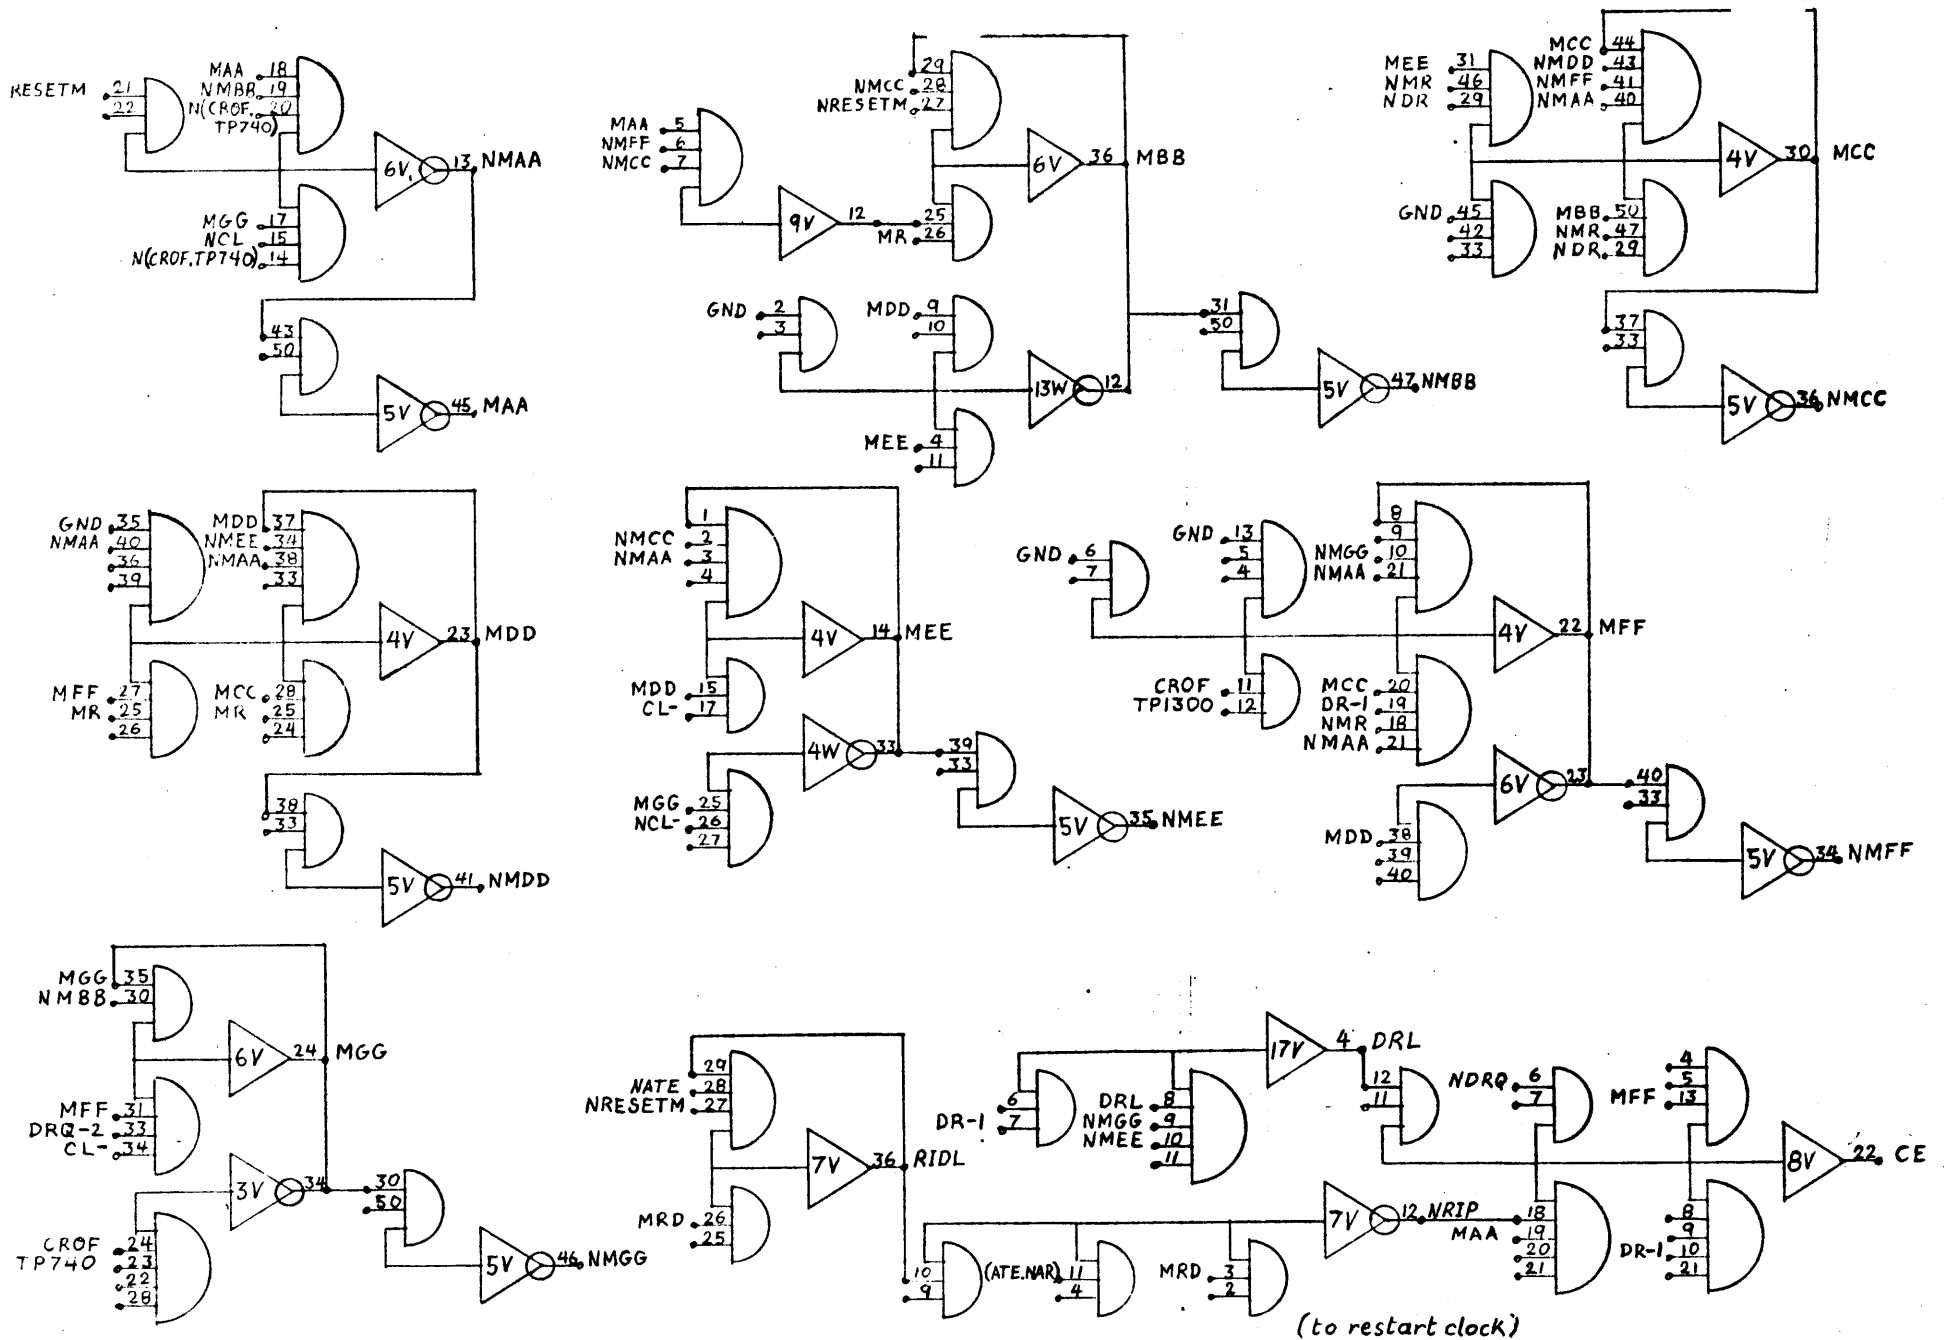 RESETM 21
22
MAA 18
NMBB 19
N(CROF. 20
TP740)
6V
13 NMAA
MGG 17
NCL 15
N(CROF.TP740) 14
43
50
5V
45 MAA
29
NMCC 28
NRESETM 27
MAA 5
NMFF 6
NMCC 7
9V
12
25
MR 26
6V
36 MBB
GND 2
3
MDD 9
10
13W
12
MEE 4
11
31
50
5V
47 NMBB
MEE 31
NMR 46
NDR 29
MCC 44
NMDD 43
NMFF 41
NMAA 40
4V
30 MCC
GND 45
42
33
MBB 50
NMR 47
NDR 29
37
33
5V
36 NMCC
GND 35
NMAA 40
36
39
MDD 37
NMEE 34
NMAA 38
33
4V
23 MDD
MFF 27
MR 25
26
MCC 28
MR 25
24
38
33
5V
41 NMDD
1
NMCC 2
NMAA 3
4
4V
14 MEE
MDD 15
CL- 17
4W
33
MGG 25
NCL- 26
27
39
33
5V
35 NMEE
GND 6
7
GND 13
5
4
8
9
NMGG 10
NMAA 21
4V
22 MFF
CROF 11
TP1300 12
MCC 20
DR-1 19
NMR 18
NMAA 21
6V
23
MDD 38
39
40
40
33
5V
34 NMFF
MGG 35
NMBB 30
6V
24 MGG
MFF 31
DRQ-2 33
CL- 34
3V
34
CROF 24
TP740 23
22
28
30
50
5V
46 NMGG
29
NATE 28
NRESETM 27
7V
36 RIDL
MRD 26
25
10
9
(ATE.NAR) 11
4
MRD 3
2
7V
12 NRIP
DR-1 6
7
DRL 8
NMGG 9
NMEE 10
11
17V
4 DRL
12
11
NDRQ 6
7
4
MFF 5
13
8V
22 CE
18
MAA 19
20
21
8
9
DR-1 10
21
(to restart clock)